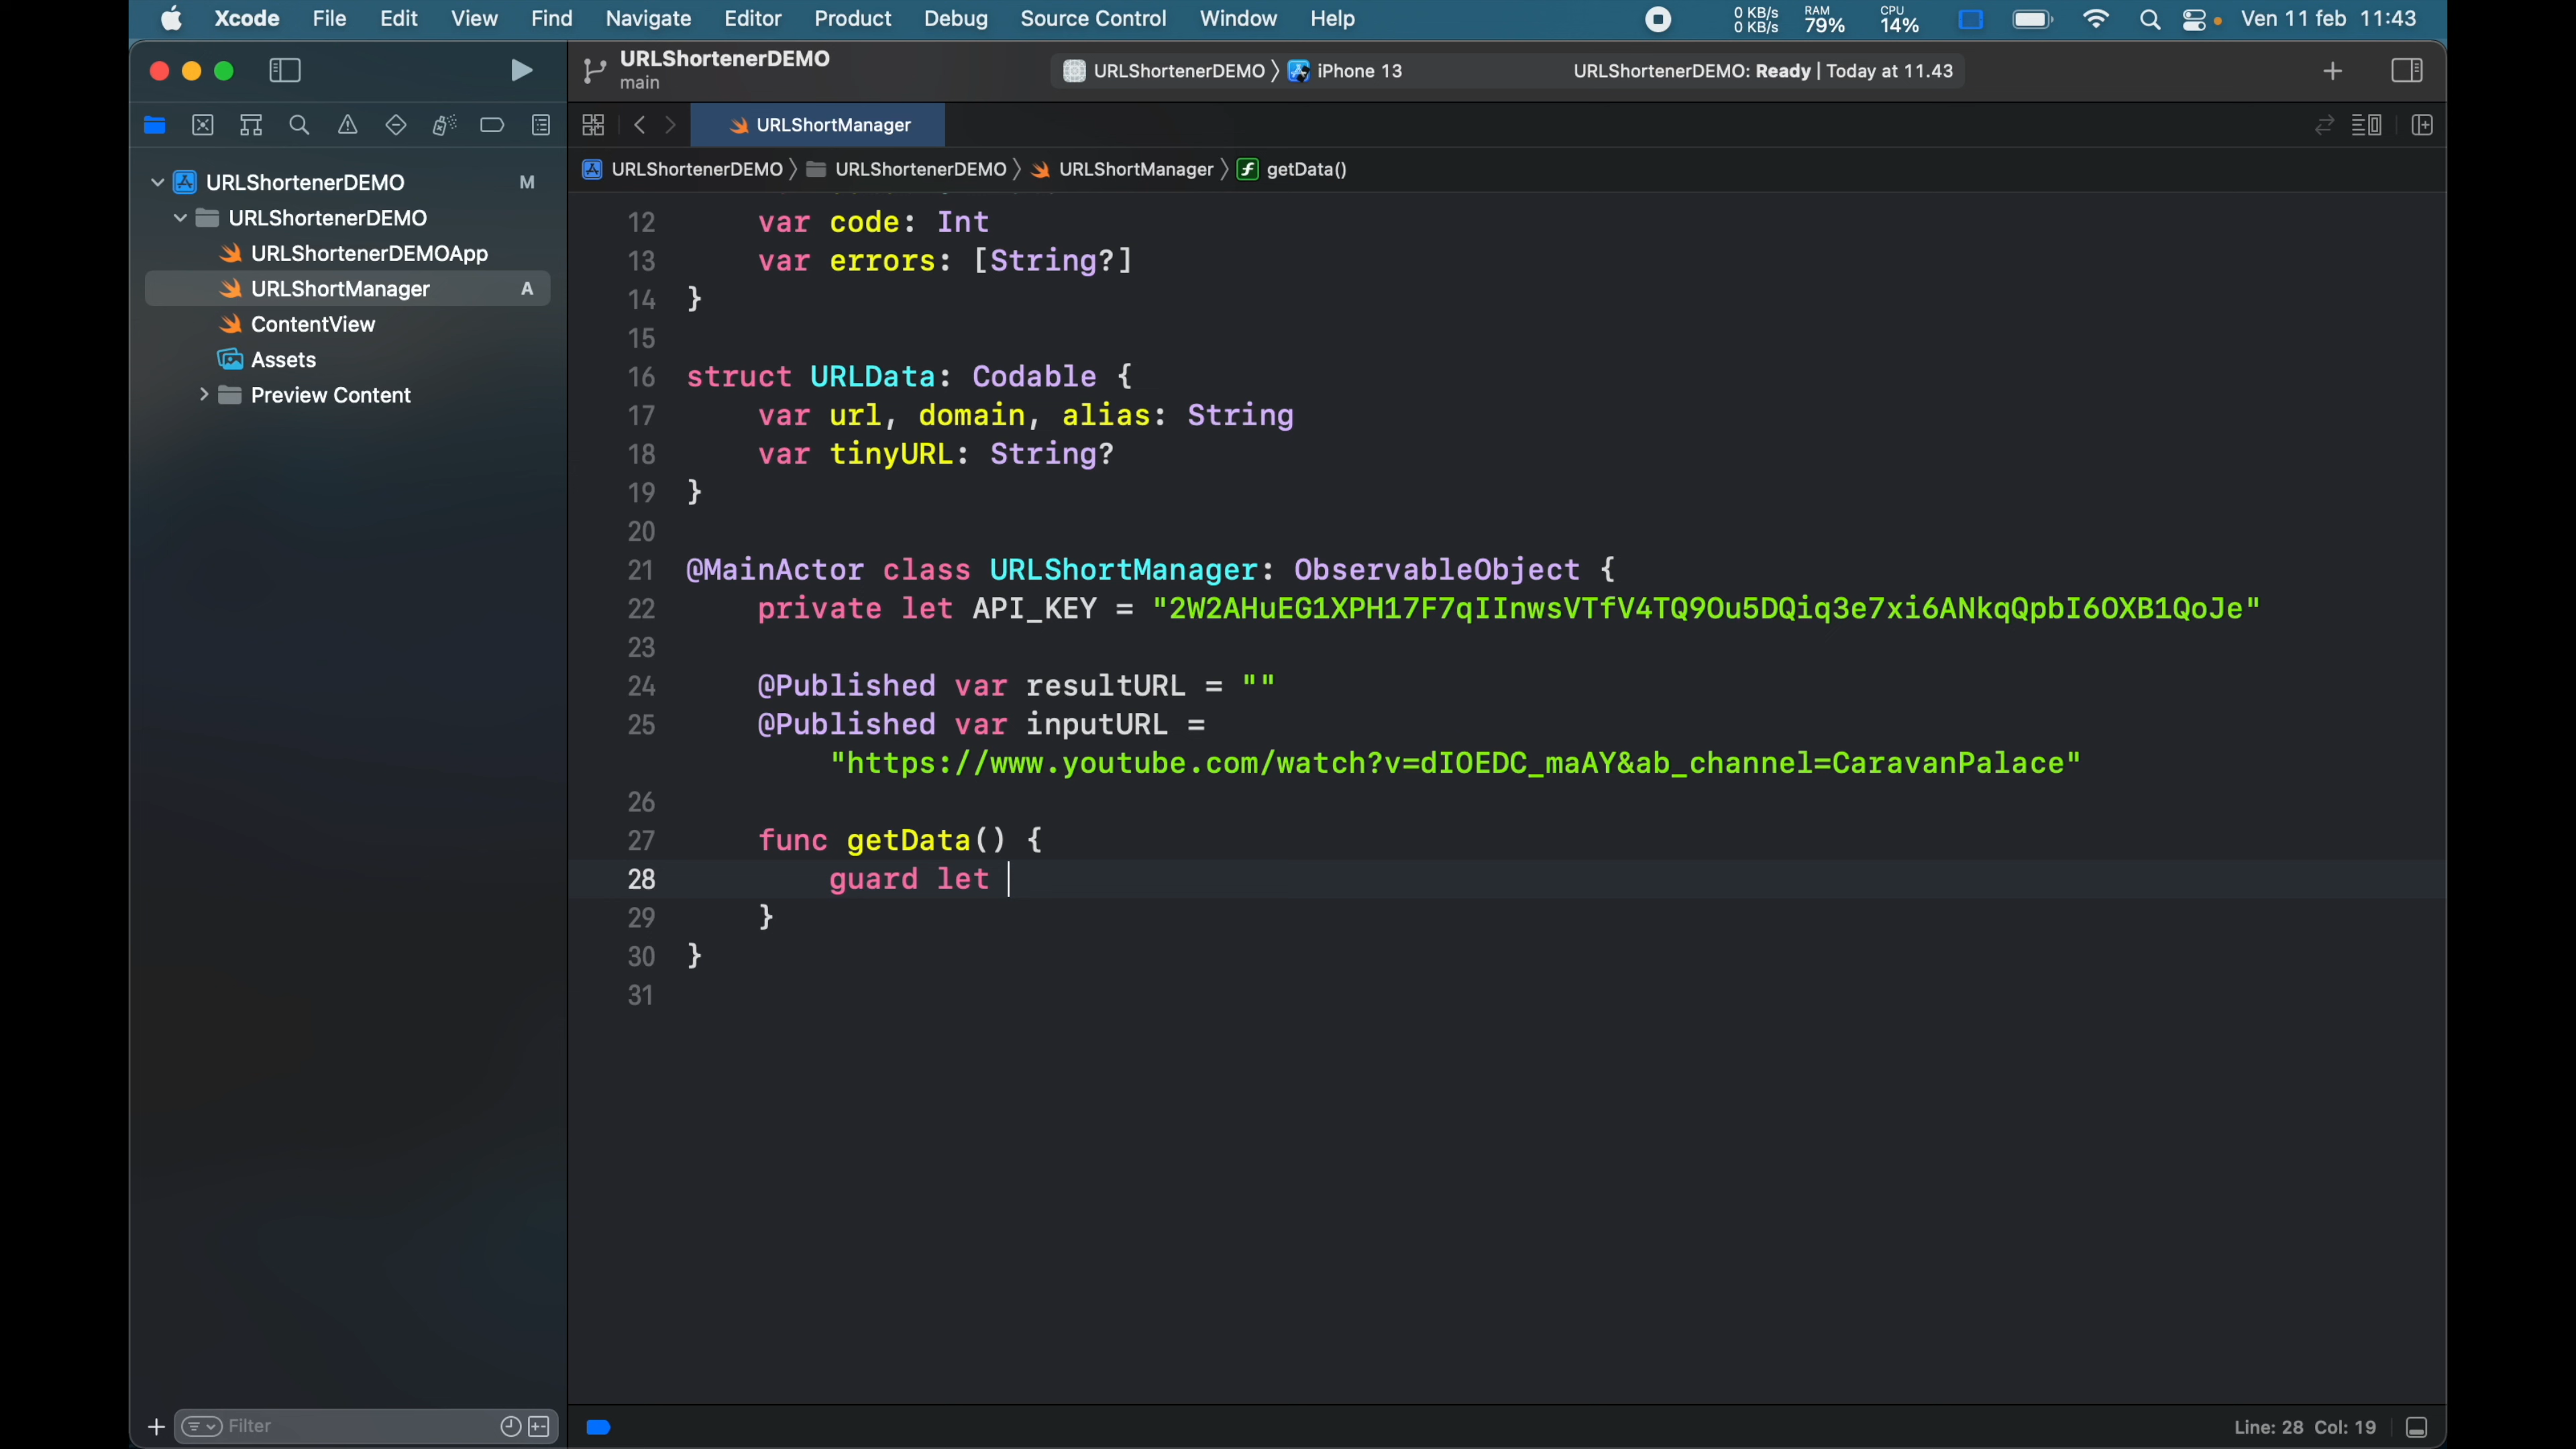 Xcode File Edit View Find Navigate Editor Product Debug Source Control Window Help
0 KB/s
0 KB/s
RAM
79%
CPU
14%
Ven 11 feb 11:43
URLShortenerDEMO
main
URLShortenerDEMO
iPhone 13
URLShortenerDEMO: Ready | Today at 11.43
URLShortManager
URLShortenerDEMO
URLShortenerDEMO
URLShortManager
getData()
URLShortenerDEMO M
URLShortenerDEMO
URLShortenerDEMOApp
URLShortManager A
ContentView
Assets
Preview Content
12 var code: Int
13 var errors: [String?]
14 }
15
16 struct URLData: Codable {
17 var url, domain, alias: String
18 var tinyURL: String?
19 }
20
21 @MainActor class URLShortManager: ObservableObject {
22 private let API_KEY = "2W2AHuEG1XPH17F7qIInwsVTfV4TQ9Ou5DQiq3e7xi6ANkqQpbI6OXB1QoJe"
23
24 @Published var resultURL = ""
25 @Published var inputURL =
"https://www.youtube.com/watch?v=dIOEDC_maAY&ab_channel=CaravanPalace"
26
27 func getData() {
28 guard let
29 }
30 }
31
Filter
Line: 28 Col: 19